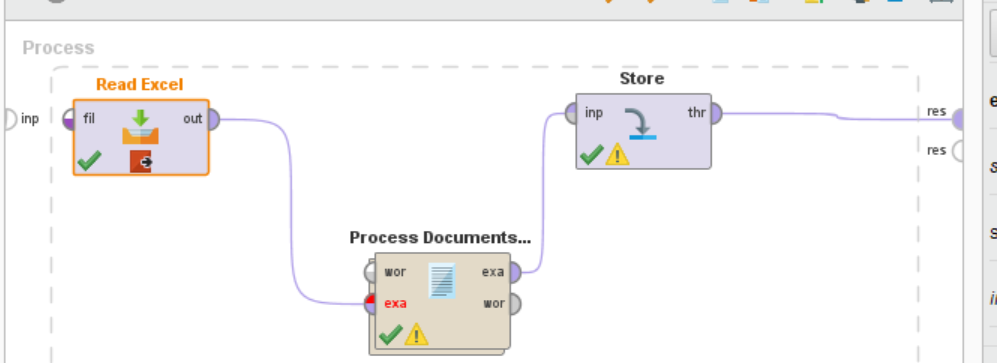 Process
Read Excel
Store
inp
fil
out
inp
thr
res
res
Process Documents...
wor
exa
exa
wor